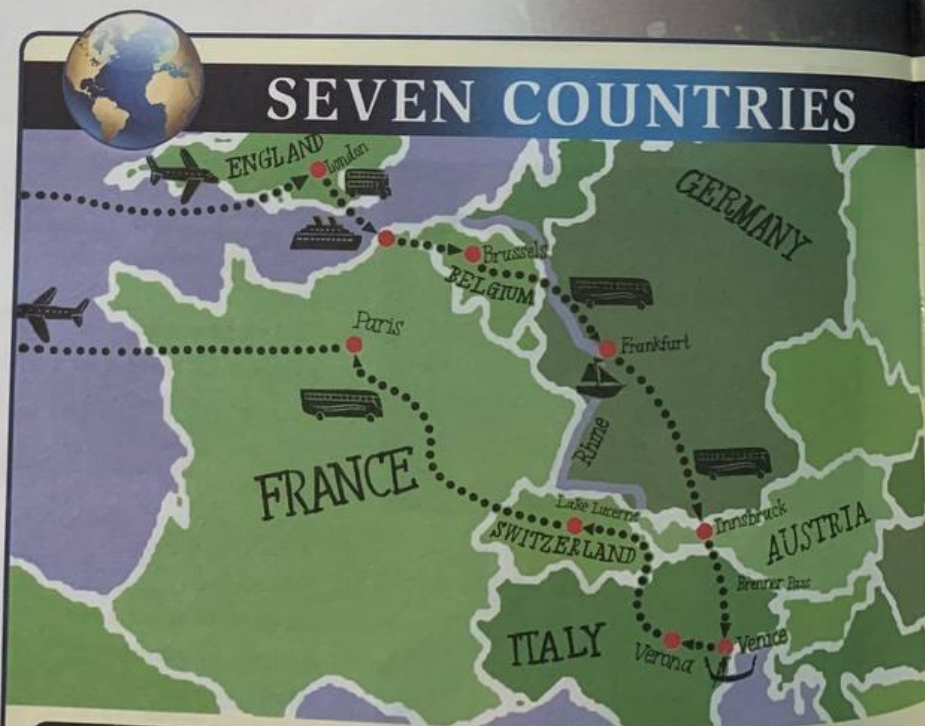 SEVEN COUNTRIES
ENGLAND
London
GERMANY
Brussels
BELGIUM
Paris
Frankfurt
Rhine
FRANCE
Lake Lucerne
SWITZERLAND
Innsbruck
AUSTRIA
Brenner Pass
ITALY
Verona
Venice